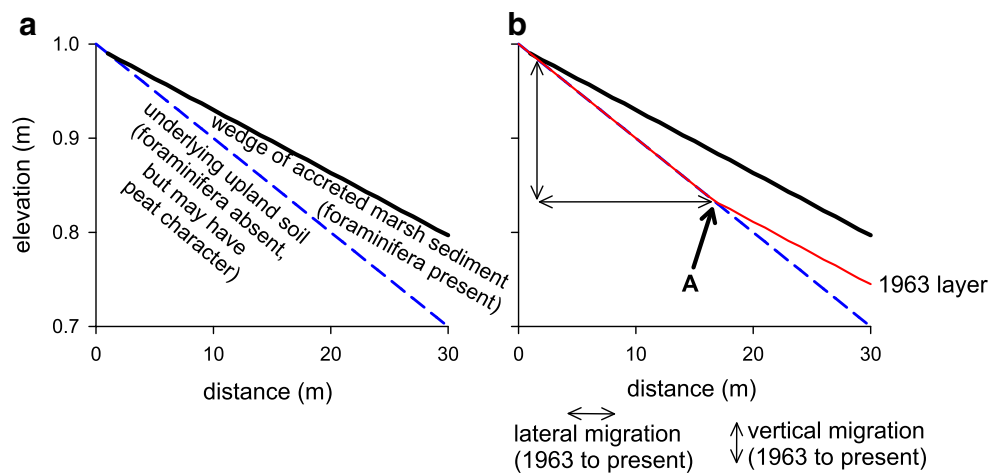 a
1.0
0.9
0.8
0.7
elevation (m)
0
10
20
30
distance (m)
wedge of accreted marsh sediment
(foraminifera present)
underlying upland soil
(foraminifera absent,
but may have
peat character)
b
A
1963 layer
0
10
20
30
distance (m)
lateral migration
(1963 to present)
vertical migration
(1963 to present)